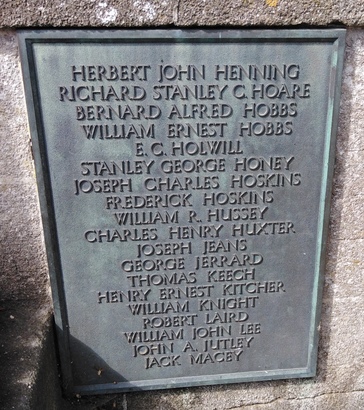 HERBERT JOHN HENNING
RICHARD STANLEY G. HOARE
BERNARD ALFRED HOBBS
WILLIAM ERNEST HOBBS
E. G. HOLWILL
STANLEY GEORGE HONEY
JOSEPH CHARLES HOSKINS
FREDERICK HOSKINS
WILLIAM R. HUSSEY
CHARLES HENRY HUXTER
JOSEPH JEANS
GEORGE JERRARD
THOMAS KEECH
HENRY ERNEST KITCHER
WILLIAM KNIGHT
ROBERT LAIRD
WILLIAM JOHN LEE
JOHN A. JUTLEY
JACK MACEY